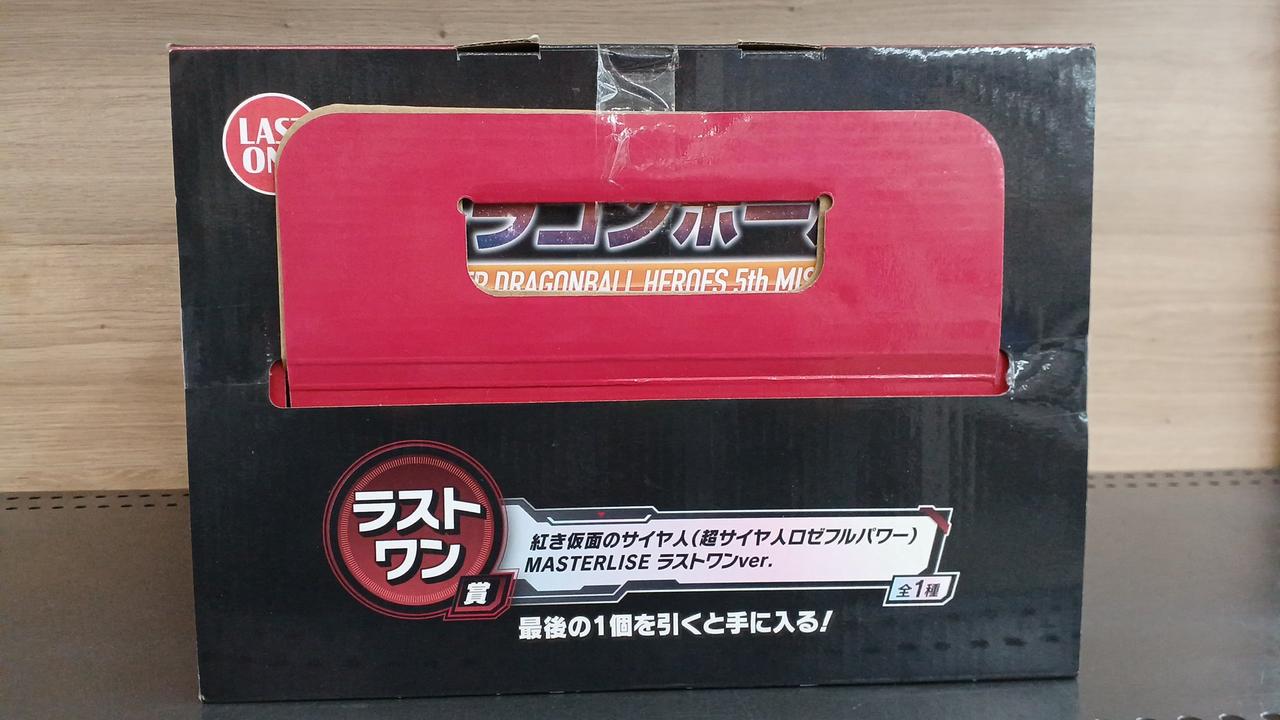 LAST
ON
ラゴンボー
ER DRAGONBALL HEROES 5th MIS
ラスト
ワン
賞
紅き仮面のサイヤ人(超サイヤ人ロゼフルパワー)
MASTERLISE ラストワンver.
全1種
最後の1個を引くと手に入る!